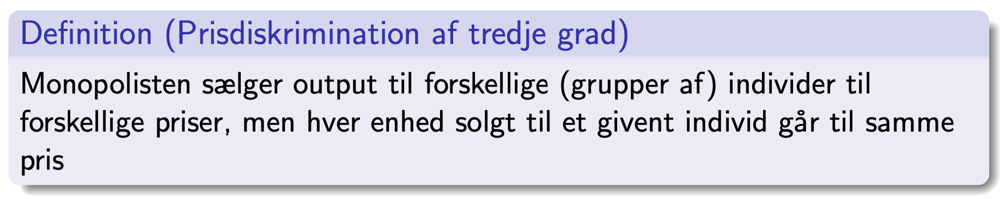 Definition (Prisdiskrimination af tredje grad)
Monopolisten sælger output til forskellige (grupper af) individer til
forskellige priser, men hver enhed solgt til et givent individ går til samme
pris